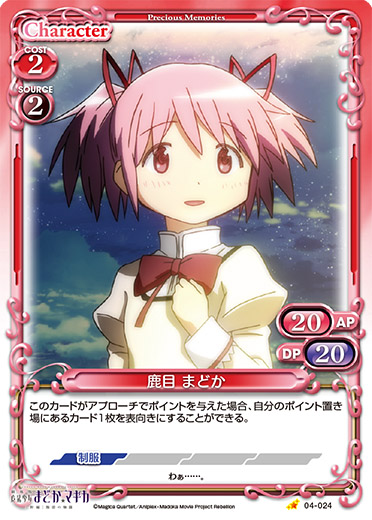 Precious Memories
Character
COST
2
SOURCE
2
20 AP
DP 20
鹿目 まどか
このカードがアプローチでポイントを与えた場合、自分のポイント置き
場にあるカード1枚を表向きにすることができる。
制服
わぁ……。
まどか☆マギカ
©Magica Quartet/Aniplex・Madoka Movie Project Rebellion
04-024